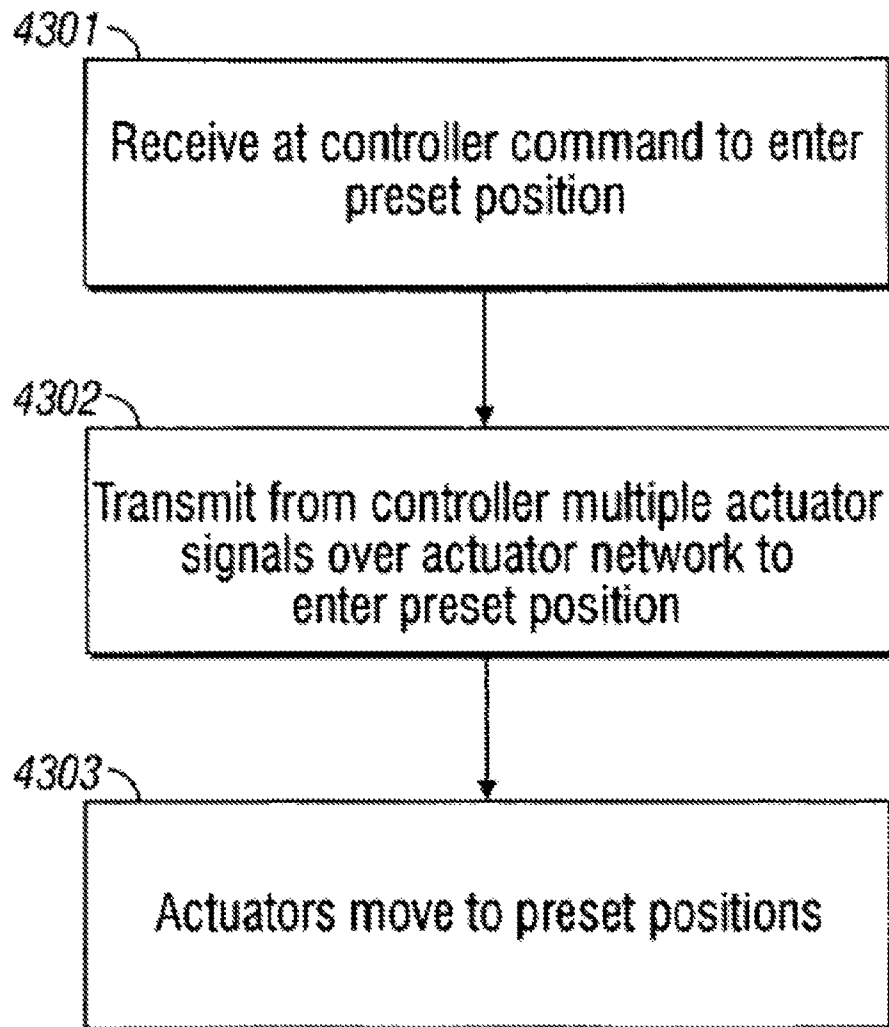 4301
Receive at controller command to enter
preset position
4302
Transmit from controller multiple actuator
signals over actuator network to
enter preset position
4303
Actuators move to preset positions